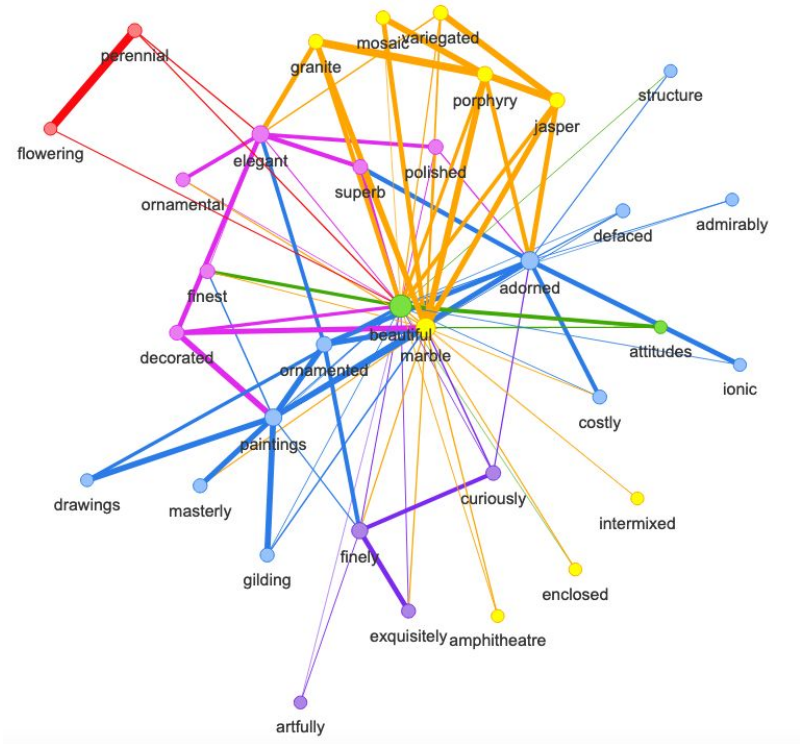 perennial
mosaic
variegated
granite
porphyry
structure
jasper
flowering
elegant
polished
superb
ornamental
admirably
defaced
finest
adorned
beautiful
marble
attitudes
decorated
ornamented
ionic
costly
paintings
drawings
masterly
curiously
intermixed
finely
gilding
enclosed
exquisitely
amphitheatre
artfully